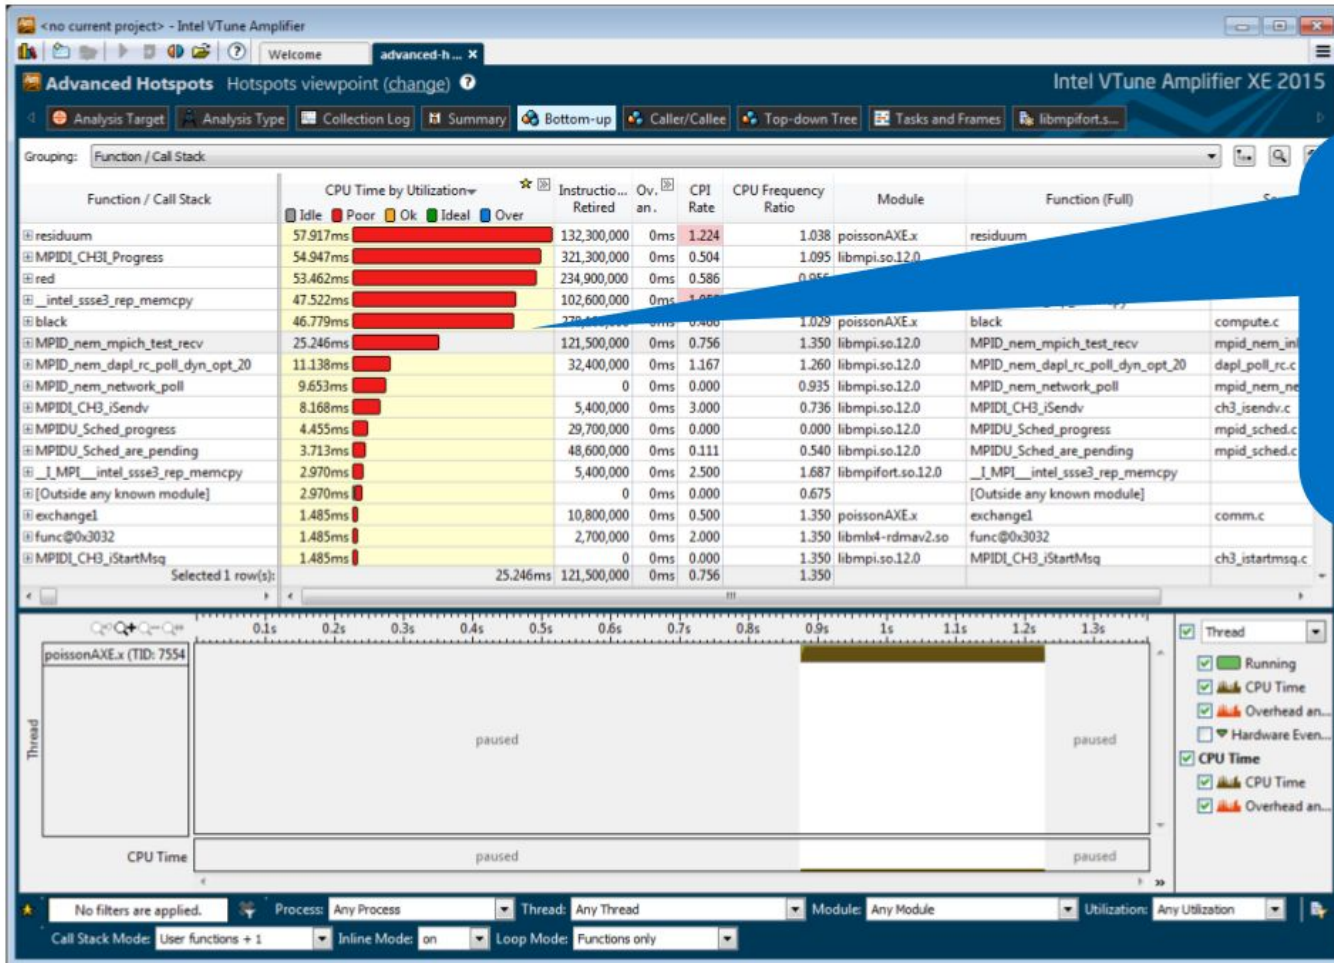 <no current project> - Intel VTune Amplifier
Welcome advanced-h ... X
Advanced Hotspots Hotspots viewpoint (change) ? Intel VTune Amplifier XE 2015
Analysis Target Analysis Type Collection Log Summary Bottom-up Caller/Callee Top-down Tree Tasks and Frames libmpifort.s...
Grouping: Function / Call Stack
Function / Call Stack CPU Time by Utilization Instructio... Retired Ov. an. CPI Rate CPU Frequency Ratio Module Function (Full)
Idle Poor Ok Ideal Over
residuum 57.917ms 132,300,000 0ms 1.224 1.038 poissonAXE.x residuum
MPIDI_CH3I_Progress 54.947ms 321,300,000 0ms 0.504 1.095 libmpi.so.12.0
red 53.462ms 234,900,000 0ms 0.586
__intel_ssse3_rep_memcpy 47.522ms 102,600,000 0ms
black 46.779ms 1.029 poissonAXE.x black compute.c
MPID_nem_mpich_test_recv 25.246ms 121,500,000 0ms 0.756 1.350 libmpi.so.12.0 MPID_nem_mpich_test_recv mpid_nem_inl
MPID_nem_dapl_rc_poll_dyn_opt_20 11.138ms 32,400,000 0ms 1.167 1.260 libmpi.so.12.0 MPID_nem_dapl_rc_poll_dyn_opt_20 dapl_poll_rc.c
MPID_nem_network_poll 9.653ms 0 0ms 0.000 0.935 libmpi.so.12.0 MPID_nem_network_poll mpid_nem_ne
MPIDI_CH3_iSendv 8.168ms 5,400,000 0ms 3.000 0.736 libmpi.so.12.0 MPIDI_CH3_iSendv ch3_isendv.c
MPIDU_Sched_progress 4.455ms 29,700,000 0ms 0.000 0.000 libmpi.so.12.0 MPIDU_Sched_progress mpid_sched.c
MPIDU_Sched_are_pending 3.713ms 48,600,000 0ms 0.111 0.540 libmpi.so.12.0 MPIDU_Sched_are_pending mpid_sched.c
__I_MPI___intel_ssse3_rep_memcpy 2.970ms 5,400,000 0ms 2.500 1.687 libmpifort.so.12.0 __I_MPI___intel_ssse3_rep_memcpy
[Outside any known module] 2.970ms 0 0ms 0.000 0.675 [Outside any known module]
exchange1 1.485ms 10,800,000 0ms 0.500 1.350 poissonAXE.x exchange1 comm.c
func@0x3032 1.485ms 2,700,000 0ms 2.000 1.350 libmlx4-rdmav2.so func@0x3032
MPIDI_CH3_iStartMsg 1.485ms 0 0ms 0.000 1.350 libmpi.so.12.0 MPIDI_CH3_iStartMsg ch3_istartmsg.c
Selected 1 row(s): 25.246ms 121,500,000 0ms 0.756 1.350
0.1s 0.2s 0.3s 0.4s 0.5s 0.6s 0.7s 0.8s 0.9s 1s 1.1s 1.2s 1.3s
poissonAXE.x (TID: 7554
Thread
paused paused
CPU Time paused paused
Thread
Running
CPU Time
Overhead an...
Hardware Even...
CPU Time
CPU Time
Overhead an...
No filters are applied. Process: Any Process Thread: Any Thread Module: Any Module Utilization: Any Utilization
Call Stack Mode: User functions + 1 Inline Mode: on Loop Mode: Functions only